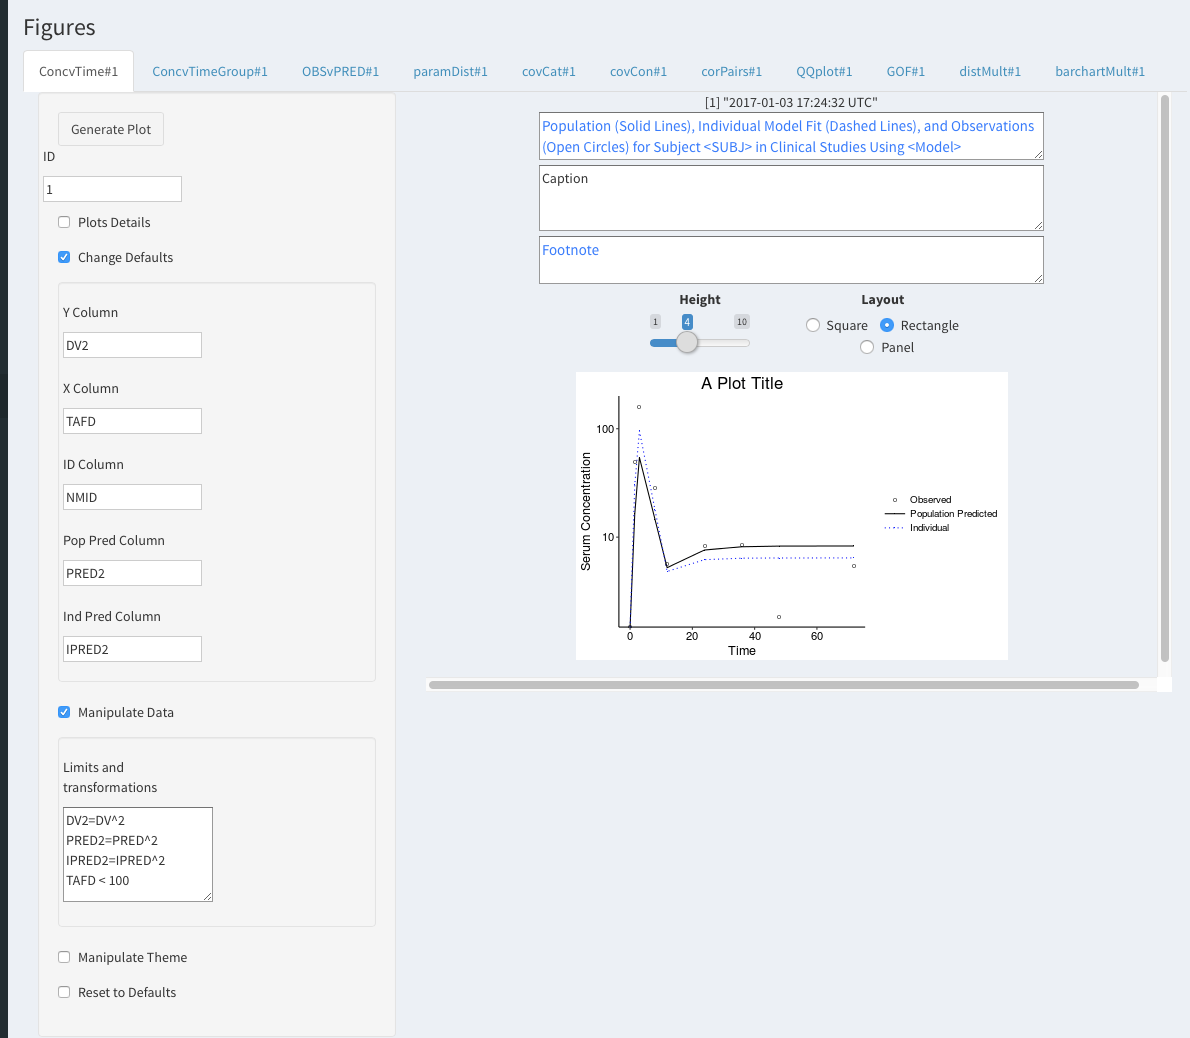 Figures
ConcvTime#1 ConcvTimeGroup#1 OBSvPRED#1 paramDist#1 covCat#1 covCon#1 corPairs#1 QQplot#1 GOF#1 distMult#1 barchartMult#1
Generate Plot
ID
1
Plots Details
Change Defaults
Y Column
DV2
X Column
TAFD
ID Column
NMID
Pop Pred Column
PRED2
Ind Pred Column
IPRED2
Manipulate Data
Limits and
transformations
DV2=DV^2
PRED2=PRED^2
IPRED2=IPRED^2
TAFD < 100
Manipulate Theme
Reset to Defaults
[1] "2017-01-03 17:24:32 UTC"
Population (Solid Lines), Individual Model Fit (Dashed Lines), and Observations
(Open Circles) for Subject <SUBJ> in Clinical Studies Using <Model>
Caption
Footnote
Height
1 4 10
Layout
Square Rectangle
Panel
A Plot Title
Serum Concentration
100
10
0 20 40 60
Time
Observed
Population Predicted
Individual